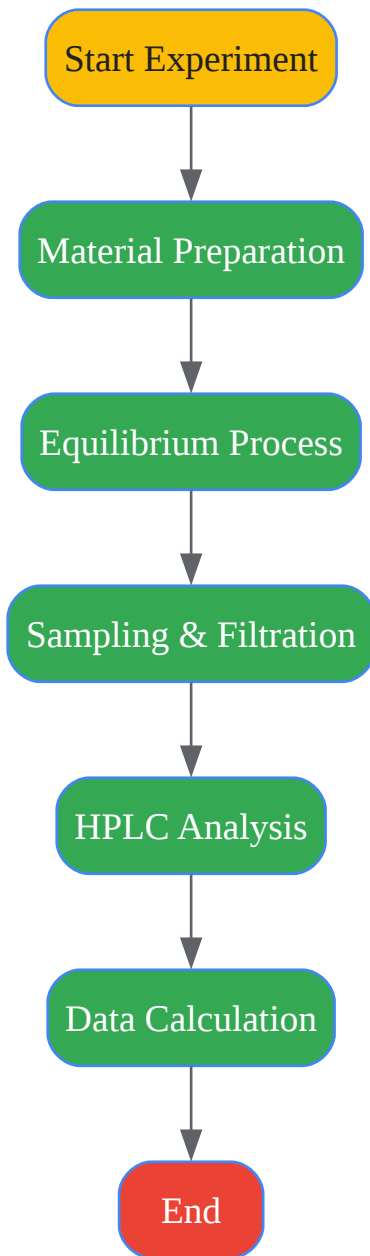 Start Experiment
Material Preparation
Equilibrium Process
Sampling & Filtration
HPLC Analysis
Data Calculation
End